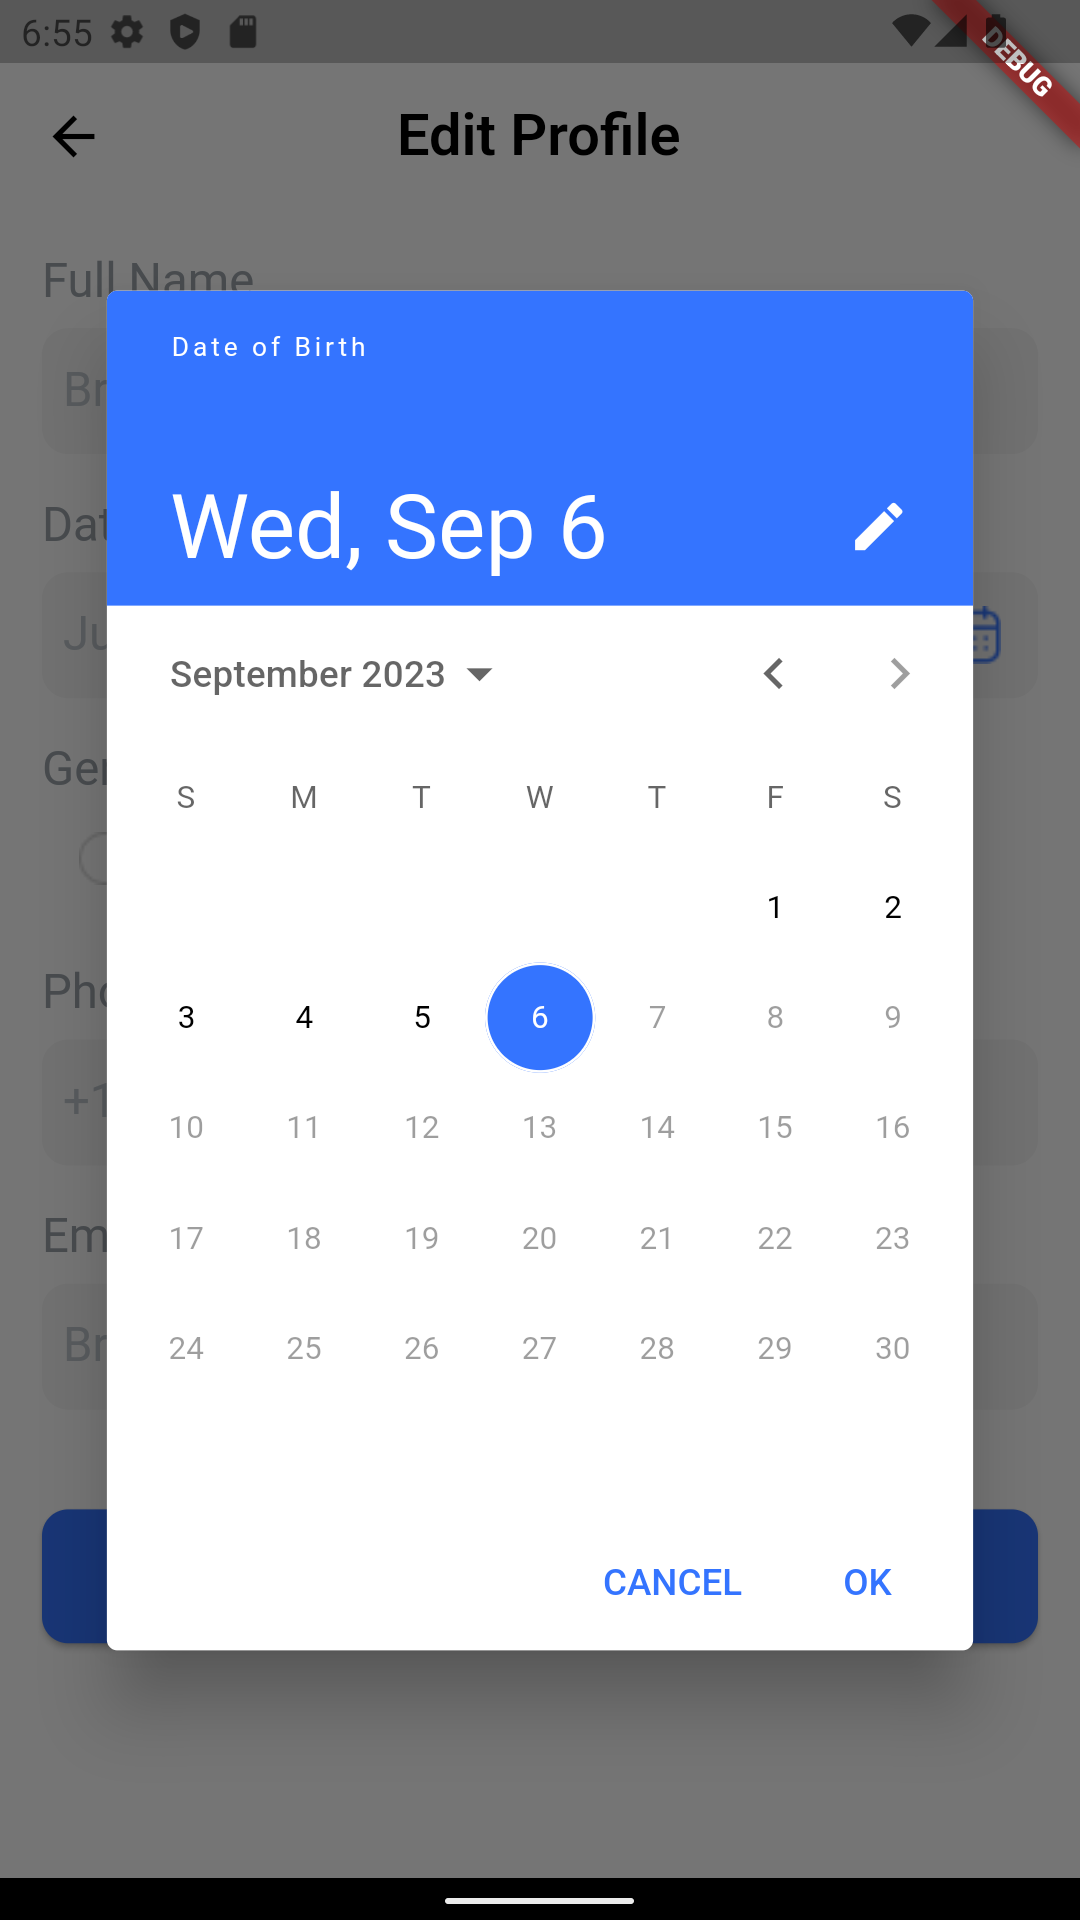 6:55
DEBUG
Edit Profile
Full Name
Date of Birth
Wed, Sep 6
September 2023
S M T W T F S
1 2
3 4 5 6 7 8 9
10 11 12 13 14 15 16
17 18 19 20 21 22 23
24 25 26 27 28 29 30
CANCEL OK